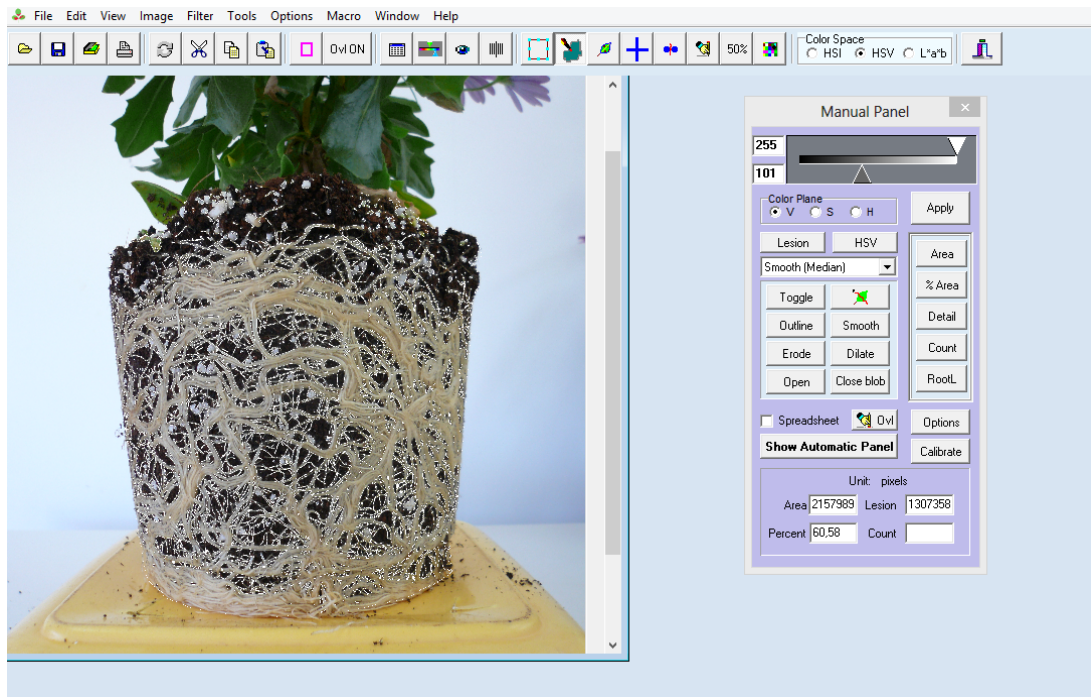 File Edit View Image Filter Tools Options Macro Window Help
Ovl ON
50%
Color Space
HSI HSV L*a*b
Manual Panel
255
101
Color Plane
V S H
Apply
Lesion HSV
Smooth (Median)
Area
% Area
Detail
Count
RootL
Toggle
Outline Smooth
Erode Dilate
Open Close blob
Spreadsheet Ovl
Options
Show Automatic Panel
Calibrate
Unit: pixels
Area 2157989 Lesion 1307358
Percent 60,58 Count